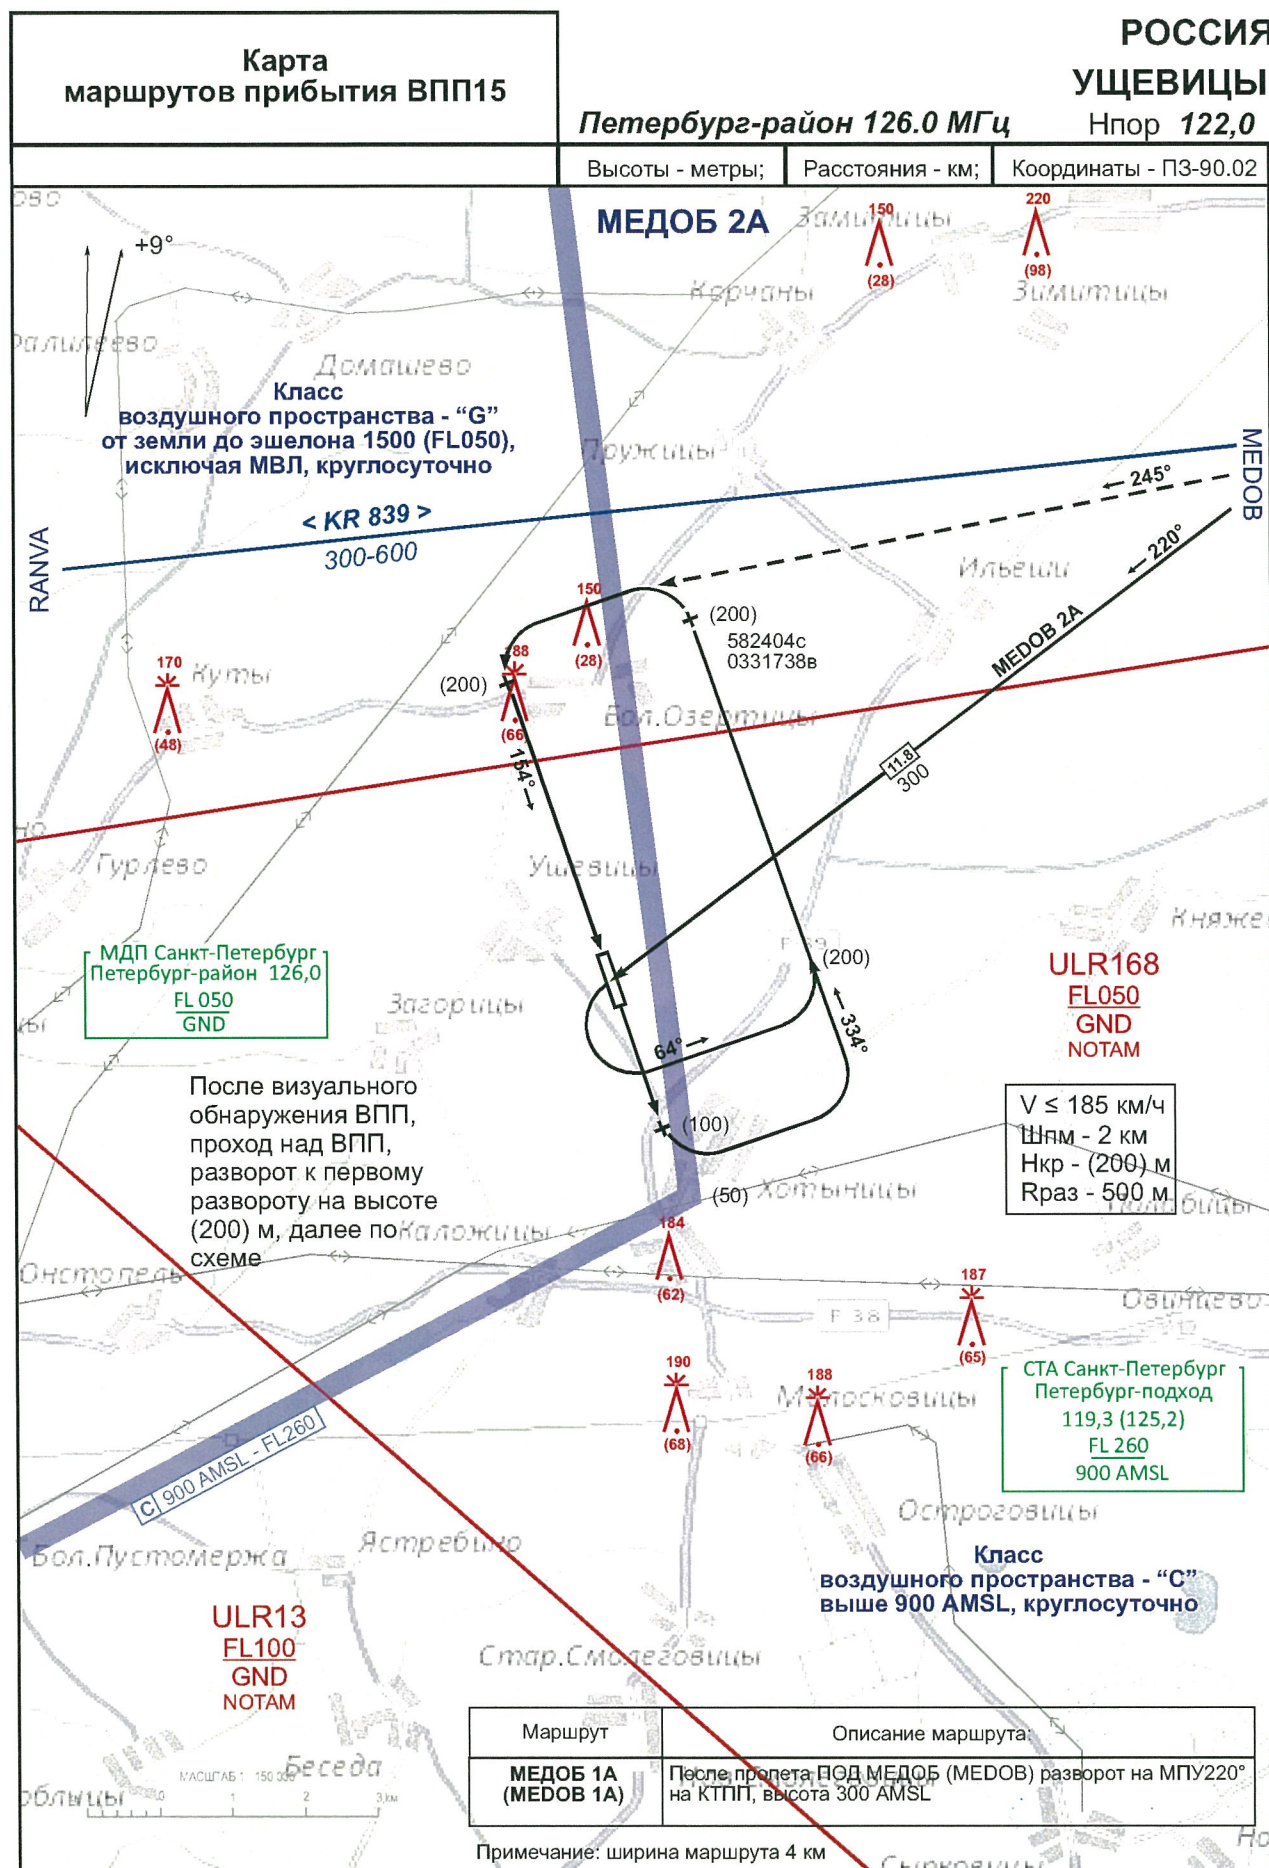 Карта
маршрутов прибытия ВПП15
РОССИЯ
УЩЕВИЦЫ
Петербург-район 126.0 МГц
Нпор 122,0
Высоты - метры;
Расстояния - км;
Координаты - ПЗ-90.02
МЕДОБ 2А
+9°
150
(28)
220
(98)
Замитицы
Зимитицы
Корчаны
Домашево
Класс
воздушного пространства - “G”
от земли до эшелона 1500 (FL050),
исключая МВЛ, круглосуточно
Пружицы
MEDOB
245°
< KR 839 >
300-600
RANVA
220°
Ильеши
150
(28)
(200)
582404с
0331738в
MEDOB 2A
170
(48)
Куты
(200)
88
(66)
Бол.Озертицы
154°
11.8
300
Гурлево
Ущевицы
МДП Санкт-Петербург
Петербург-район 126,0
FL 050
GND
Загорицы
(200)
ULR168
FL050
GND
NOTAM
64°
334°
После визуального
обнаружения ВПП,
проход над ВПП,
разворот к первому
развороту на высоте
(200) м, далее по
схеме
(100)
V ≤ 185 км/ч
Шпм - 2 км
Нкр - (200) м
Rраз - 500 м
(50)
Хотыницы
Каложицы
184
(62)
Онстопель
187
(65)
Овинцево
F 38
190
(68)
188
(66)
Молосковицы
СТА Санкт-Петербург
Петербург-подход
119,3 (125,2)
FL 260
900 AMSL
C 900 AMSL - FL260
Остроговицы
Бол.Пустомержа
Ястребино
Класс
воздушного пространства - “С”
выше 900 AMSL, круглосуточно
ULR13
FL100
GND
NOTAM
Стар.Смолеговицы
Маршрут
Описание маршрута:
МЕДОБ 1А
(MEDOB 1A)
После пролета ПОД МЕДОБ (MEDOB) разворот на МПУ220°
на КТПП, высота 300 AMSL
Беседа
0 1 2 3 км
Примечание: ширина маршрута 4 км